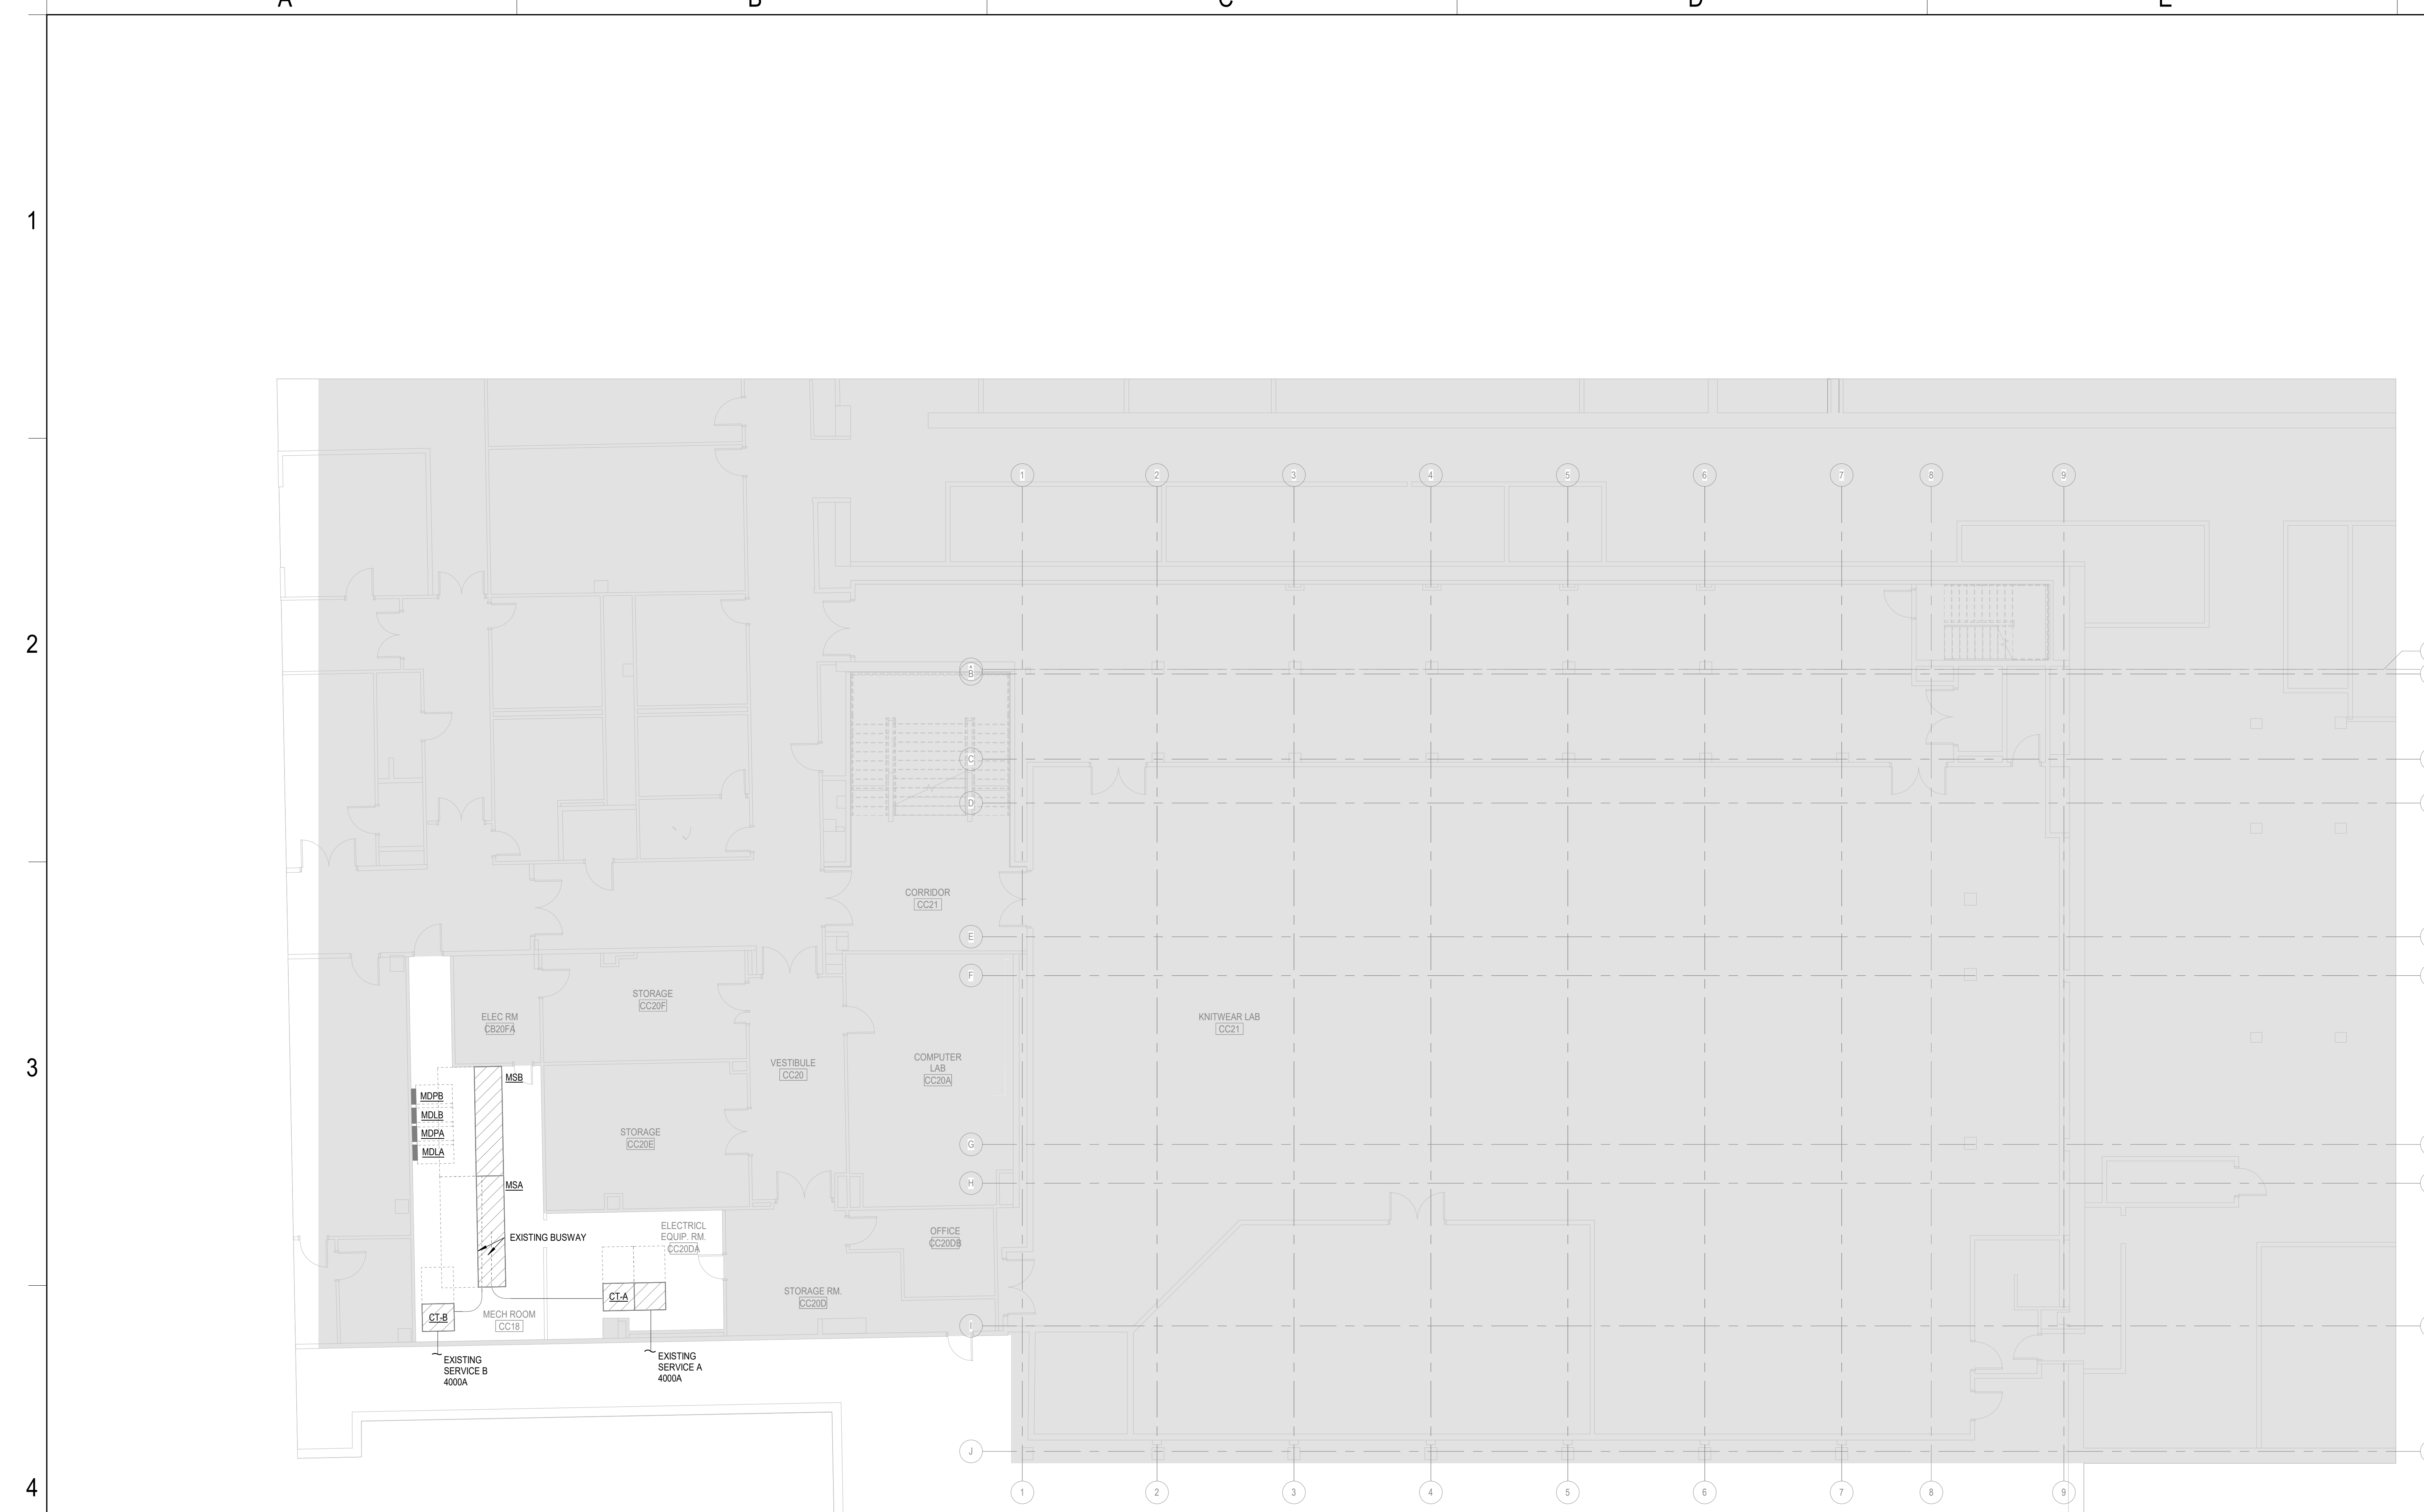 A
B
C
D
E
1
2
3
4
1
2
3
4
5
6
7
8
9
B
C
D
E
F
G
H
I
J
CORRIDOR
CC21
STORAGE
CC20F
ELEC RM
CB20FA
VESTIBULE
CC20
COMPUTER
LAB
CC20A
KNITWEAR LAB
CC21
MSB
MDPB
MDLB
MDPA
MDLA
STORAGE
CC20E
MSA
ELECTRICL
EQUIP. RM.
CC20DA
OFFICE
CC20DB
EXISTING BUSWAY
STORAGE RM.
CC20D
CT-A
CT-B
MECH ROOM
CC18
EXISTING
SERVICE B
4000A
EXISTING
SERVICE A
4000A
1
2
3
4
5
6
7
8
9